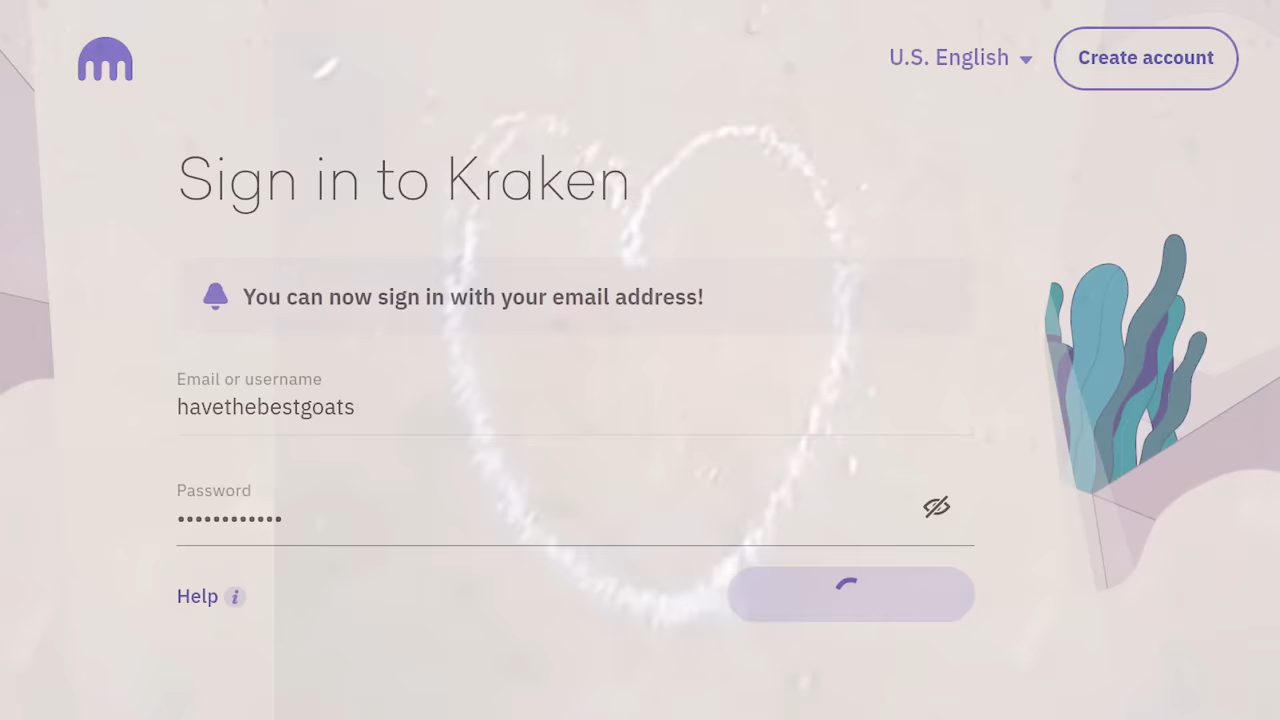 U.S. English
Create account
Sign in to Kraken
You can now sign in with your email address!
Email or username
havethebestgoats
Password
••••••••••••
Help i